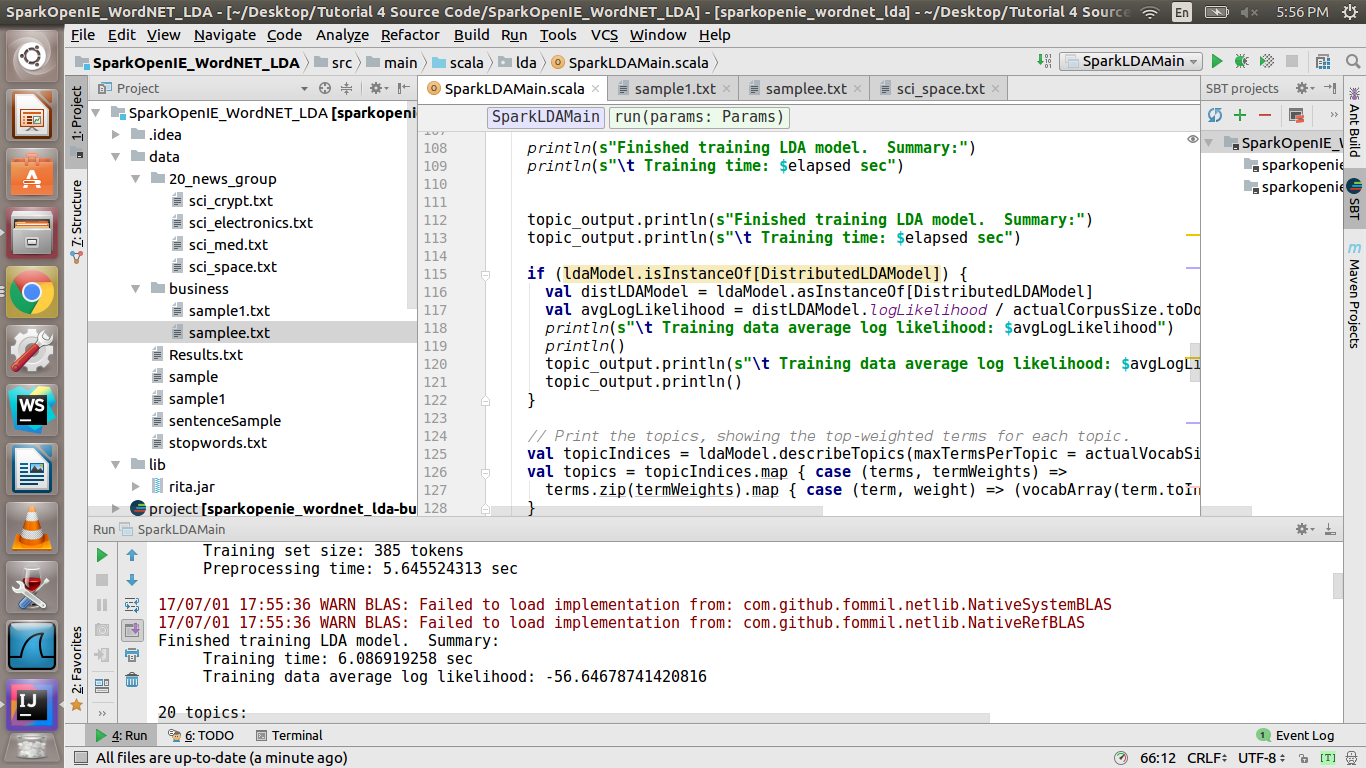 SparkOpenIE_WordNET_LDA - [~/Desktop/Tutorial 4 Source Code/SparkOpenIE_WordNET_LDA] - [sparkopenie_wordnet_lda] - ~/Desktop/Tutorial 4 Source
En
5:56 PM
File Edit View Navigate Code Analyze Refactor Build Run Tools VCS Window Help
SparkOpenIE_WordNET_LDA src main scala lda SparkLDAMain.scala
SparkLDAMain
Project
SparkLDAMain.scala sample1.txt samplee.txt sci_space.txt
SBT projects
1: Project
7: Structure
2: Favorites
SparkOpenIE_WordNET_LDA [sparkopenie
.idea
data
20_news_group
sci_crypt.txt
sci_electronics.txt
sci_med.txt
sci_space.txt
business
sample1.txt
samplee.txt
Results.txt
sample
sample1
sentenceSample
stopwords.txt
lib
rita.jar
project [sparkopenie_wordnet_lda-bu
SparkLDAMain run(params: Params)
107
108 println(s"Finished training LDA model.  Summary:")
109 println(s"\t Training time: $elapsed sec")
110
111
112 topic_output.println(s"Finished training LDA model.  Summary:")
113 topic_output.println(s"\t Training time: $elapsed sec")
114
115 if (ldaModel.isInstanceOf[DistributedLDAModel]) {
116 val distLDAModel = ldaModel.asInstanceOf[DistributedLDAModel]
117 val avgLogLikelihood = distLDAModel.logLikelihood / actualCorpusSize.toDo
118 println(s"\t Training data average log likelihood: $avgLogLikelihood")
119 println()
120 topic_output.println(s"\t Training data average log likelihood: $avgLogLi
121 topic_output.println()
122 }
123
124 // Print the topics, showing the top-weighted terms for each topic.
125 val topicIndices = ldaModel.describeTopics(maxTermsPerTopic = actualVocabSi
126 val topics = topicIndices.map { case (terms, termWeights) =>
127 terms.zip(termWeights).map { case (term, weight) => (vocabArray(term.toIn
128 }
SparkOpenIE_W
sparkopenie
sparkopenie
Ant Build
SBT
Maven Projects
WS
IJ
Run SparkLDAMain
Training set size: 385 tokens
Preprocessing time: 5.645524313 sec
17/07/01 17:55:36 WARN BLAS: Failed to load implementation from: com.github.fommil.netlib.NativeSystemBLAS
17/07/01 17:55:36 WARN BLAS: Failed to load implementation from: com.github.fommil.netlib.NativeRefBLAS
Finished training LDA model.  Summary:
Training time: 6.086919258 sec
Training data average log likelihood: -56.64678741420816
20 topics:
4: Run 6: TODO Terminal
1 Event Log
All files are up-to-date (a minute ago)
66:12 CRLF UTF-8 [T]